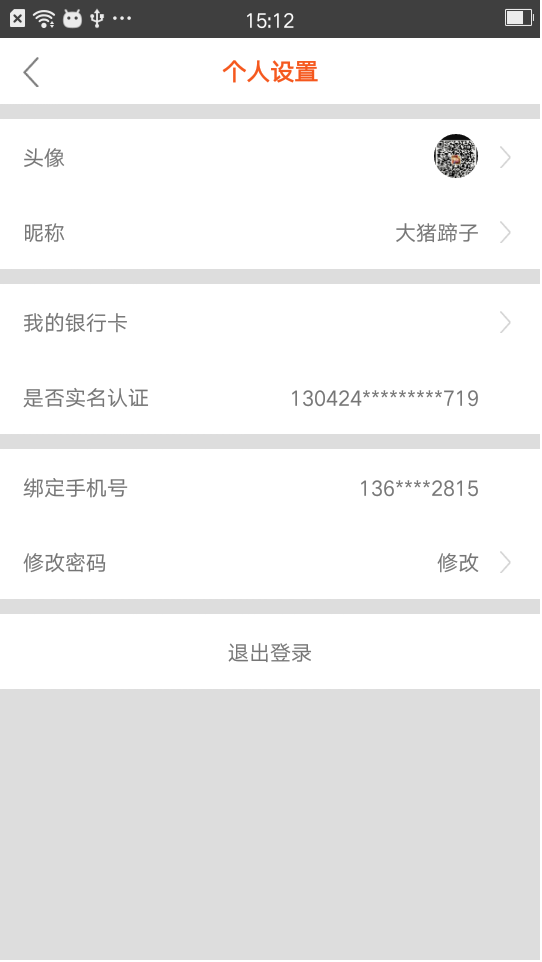 15:12
个人设置
头像
昵称 大猪蹄子
我的银行卡
是否实名认证 130424*********719
绑定手机号 136****2815
修改密码 修改
退出登录